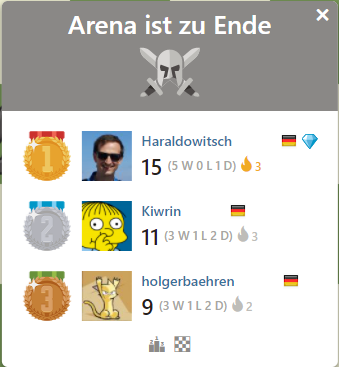 Arena ist zu Ende
×
1
Haraldowitsch
15 (5 W 0 L 1 D) 3
2
Kiwrin
11 (3 W 1 L 2 D) 3
3
holgerbaehren
9 (3 W 1 L 2 D) 2